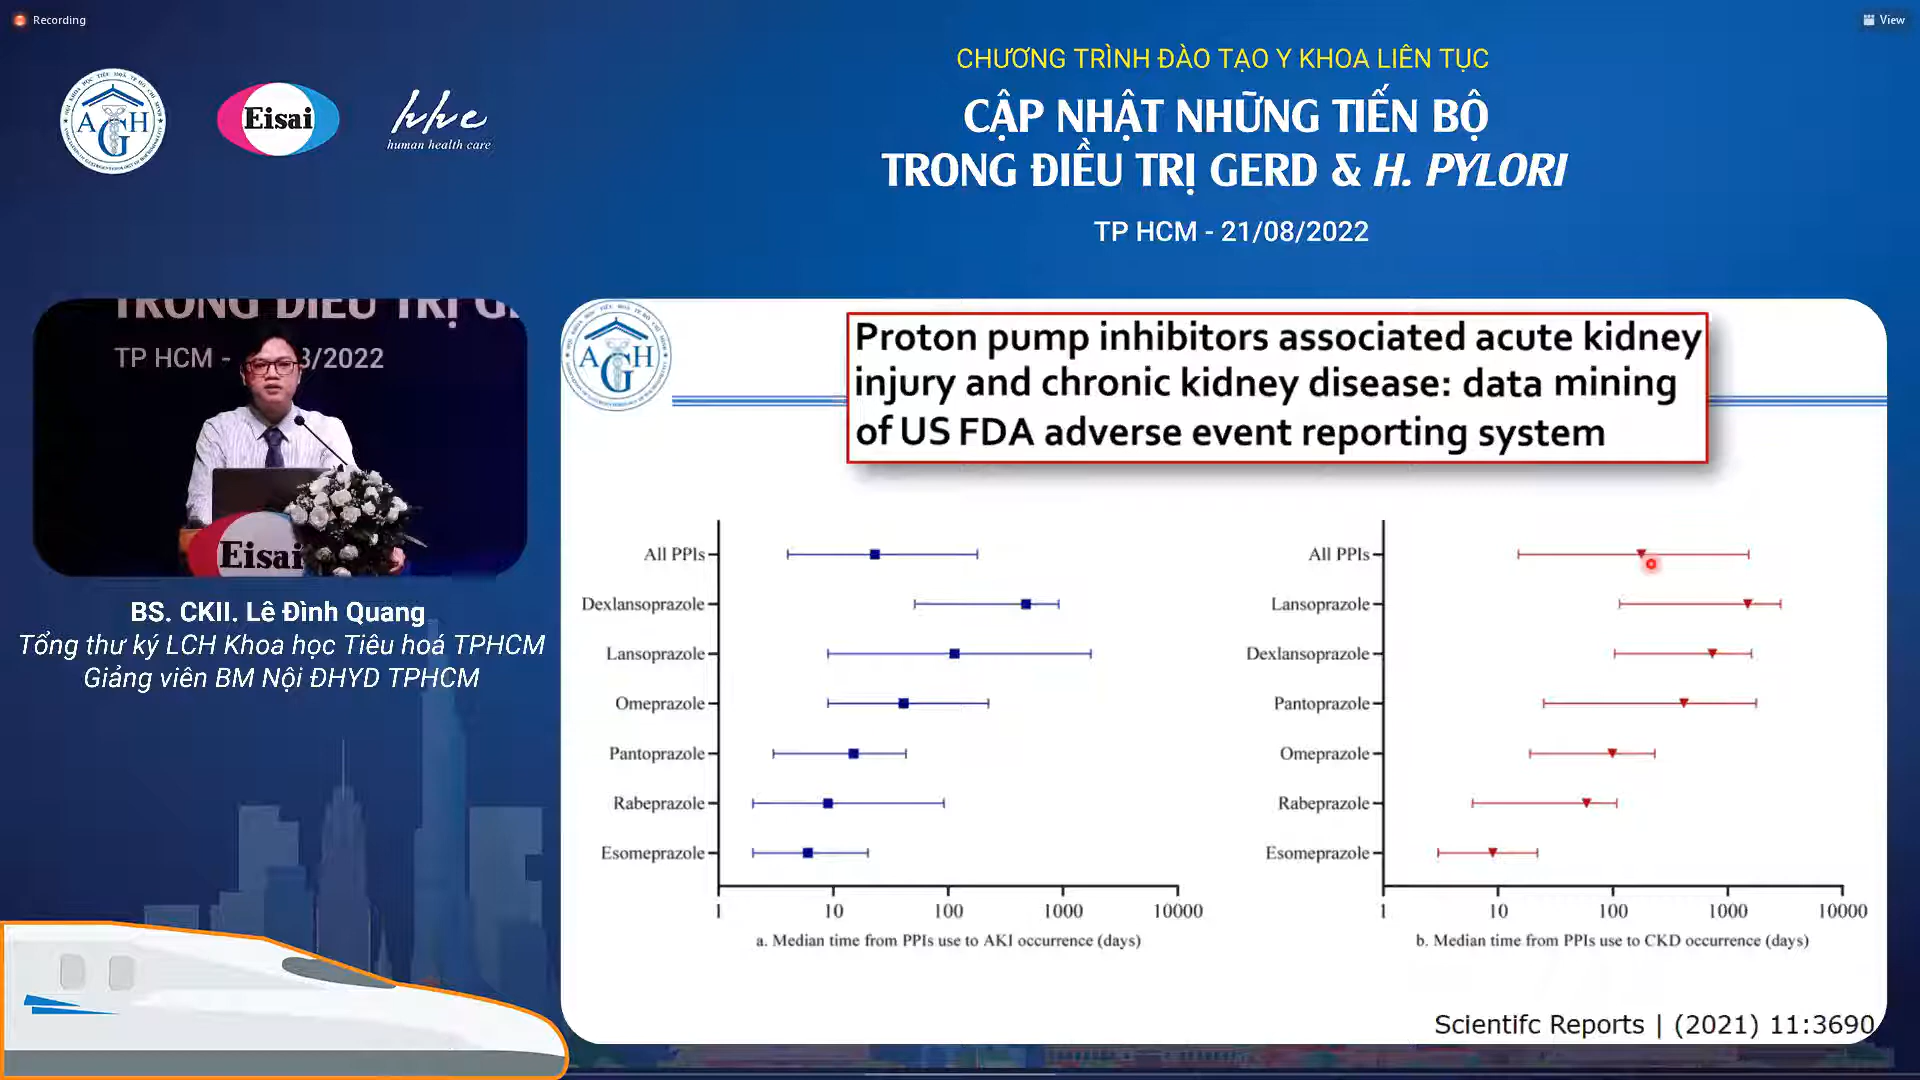 Recording
View
CHƯƠNG TRÌNH ĐÀO TẠO Y KHOA LIÊN TỤC
CẬP NHẬT NHỮNG TIẾN BỘ
TRONG ĐIỀU TRỊ GERD & H. PYLORI
TP HCM - 21/08/2022
AGH
Eisai
hhc
human health care
TRONG ĐIỀU TRỊ G
TP HCM - 8/2022
Eisai
BS. CKII. Lê Đình Quang
Tổng thư ký LCH Khoa học Tiêu hoá TPHCM
Giảng viên BM Nội ĐHYD TPHCM
AGH
Proton pump inhibitors associated acute kidney
injury and chronic kidney disease: data mining
of US FDA adverse event reporting system
All PPIs
Dexlansoprazole
Lansoprazole
Omeprazole
Pantoprazole
Rabeprazole
Esomeprazole
1 10 100 1000 10000
a. Median time from PPIs use to AKI occurrence (days)
All PPIs
Lansoprazole
Dexlansoprazole
Pantoprazole
Omeprazole
Rabeprazole
Esomeprazole
1 10 100 1000 10000
b. Median time from PPIs use to CKD occurrence (days)
Scientifc Reports | (2021) 11:3690